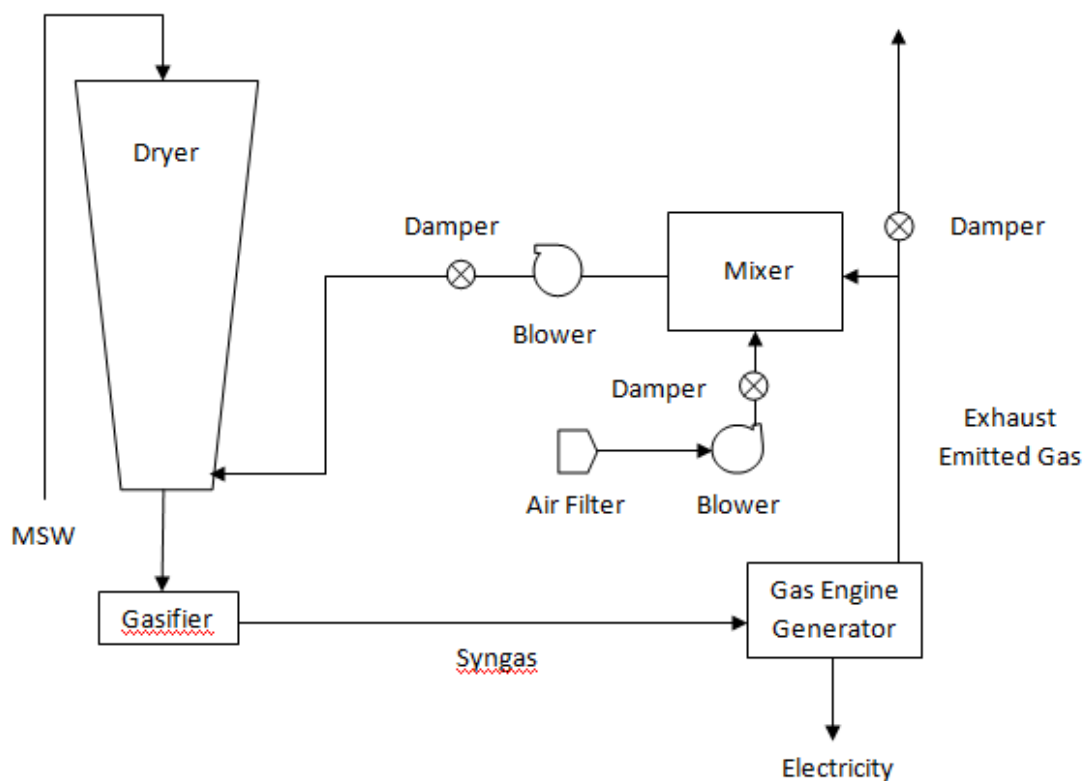 Dryer
Damper
Damper
Mixer
Blower
Damper
Exhaust
Emitted Gas
Air Filter
Blower
MSW
Gas Engine
Generator
Gasifier
Syngas
Electricity